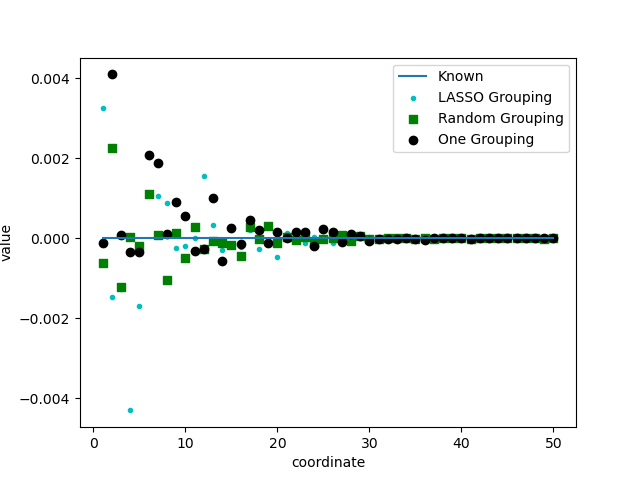 Known
LASSO Grouping
Random Grouping
One Grouping
0.004
0.002
0.000
−0.002
−0.004
value
0
10
20
30
40
50
coordinate